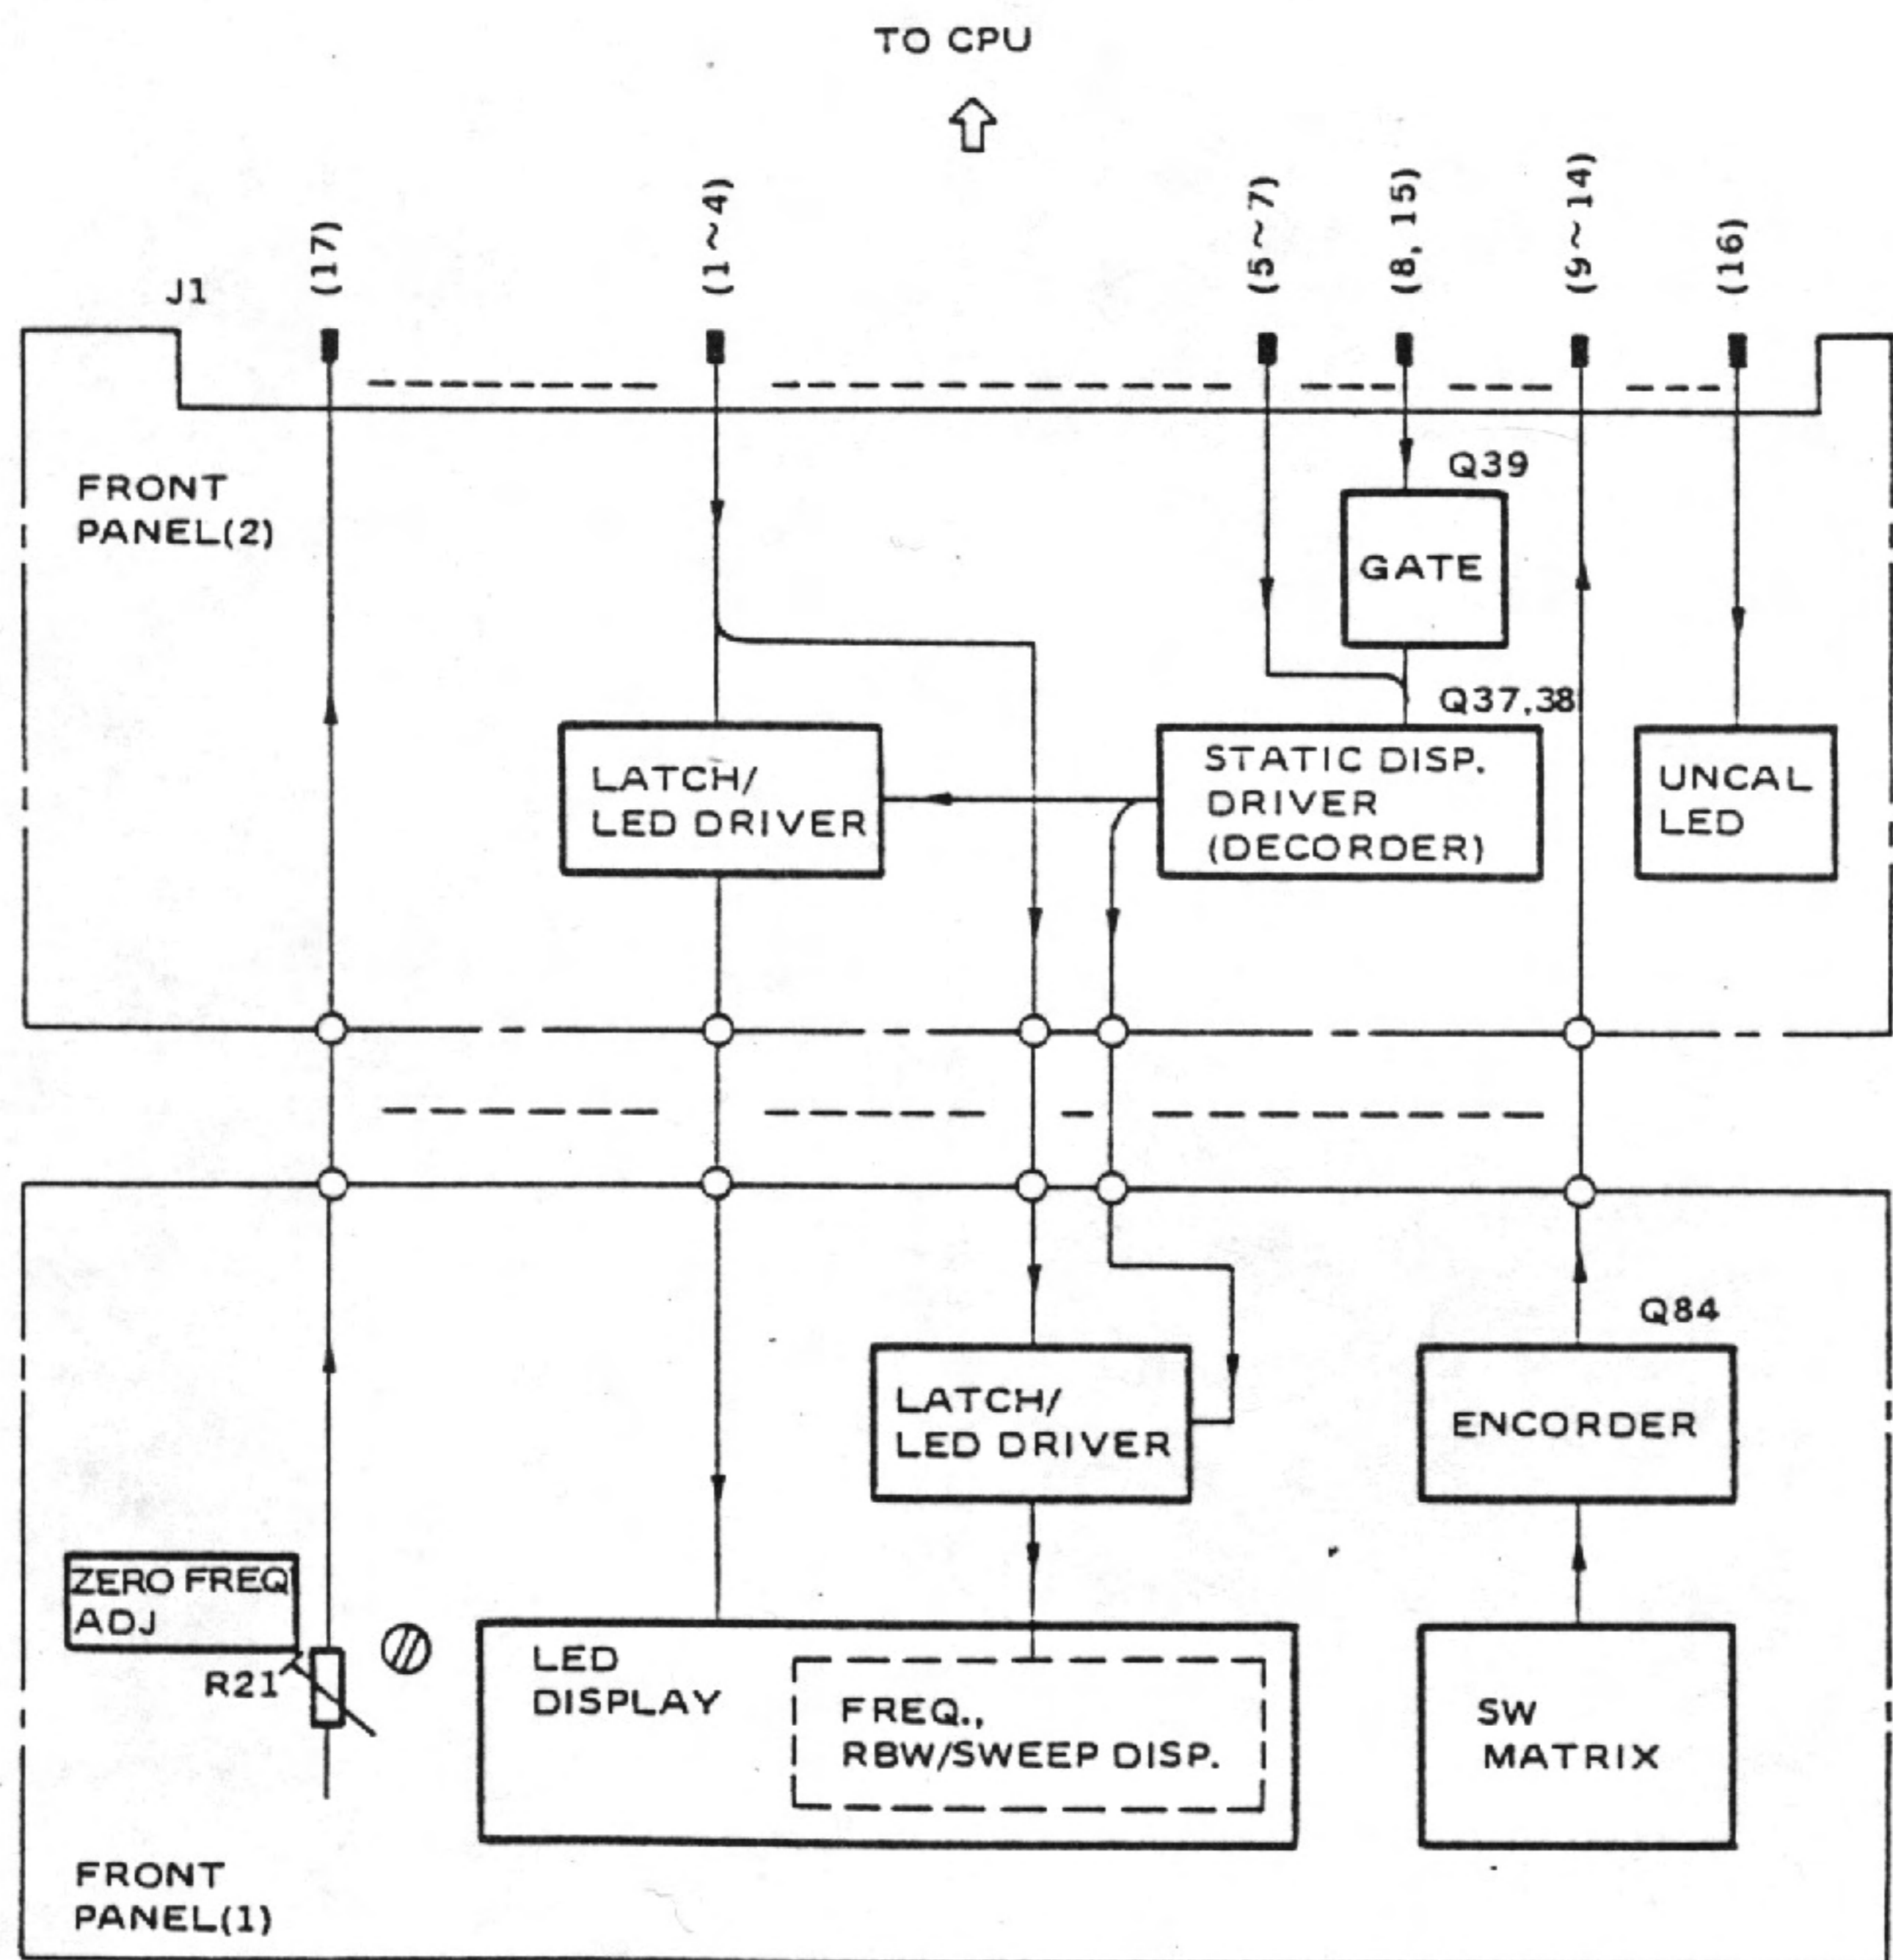 TO CPU
J1
(17)
(1~4)
(5~7)
(8, 15)
(9~14)
(16)
FRONT
PANEL(2)
Q39
GATE
Q37,38
LATCH/
LED DRIVER
STATIC DISP.
DRIVER
(DECORDER)
UNCAL
LED
Q84
LATCH/
LED DRIVER
ENCORDER
ZERO FREQ
ADJ
R21
LED
DISPLAY
FREQ.,
RBW/SWEEP DISP.
SW
MATRIX
FRONT
PANEL(1)